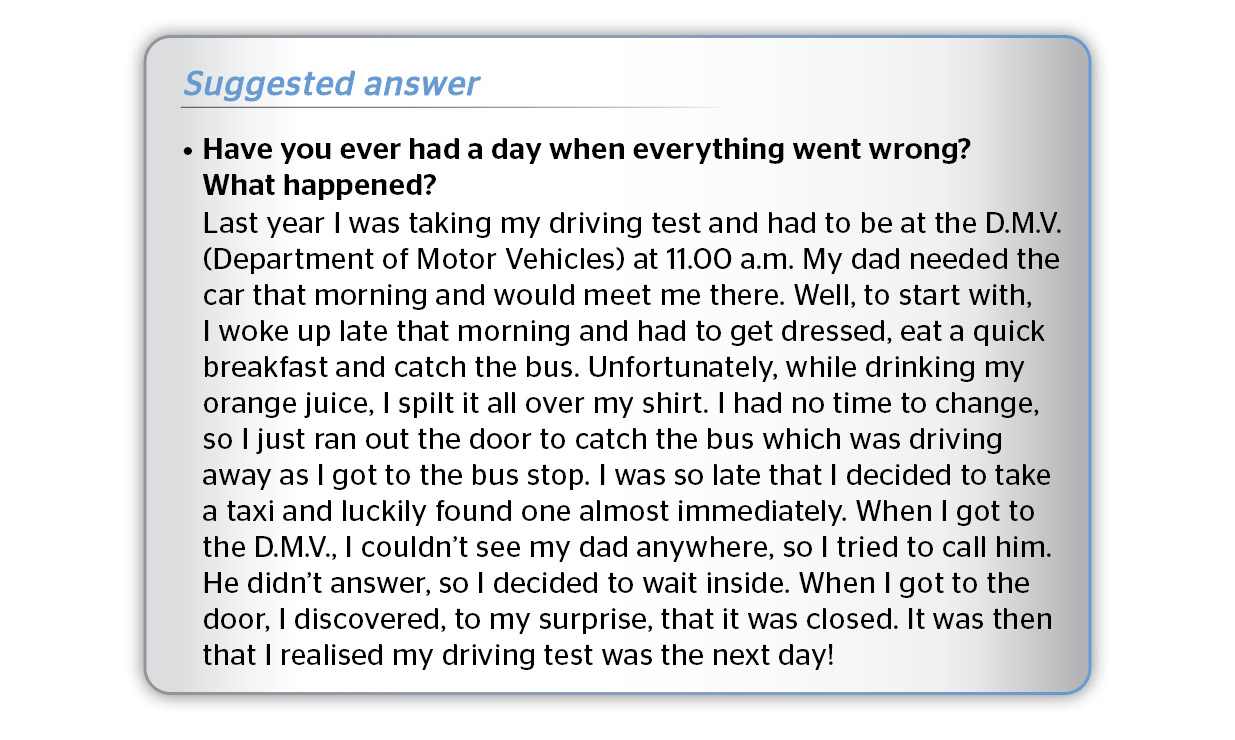 Suggested answer
• Have you ever had a day when everything went wrong?
What happened?
Last year I was taking my driving test and had to be at the D.M.V.
(Department of Motor Vehicles) at 11.00 a.m. My dad needed the
car that morning and would meet me there. Well, to start with,
I woke up late that morning and had to get dressed, eat a quick
breakfast and catch the bus. Unfortunately, while drinking my
orange juice, I spilt it all over my shirt. I had no time to change,
so I just ran out the door to catch the bus which was driving
away as I got to the bus stop. I was so late that I decided to take
a taxi and luckily found one almost immediately. When I got to
the D.M.V., I couldn’t see my dad anywhere, so I tried to call him.
He didn’t answer, so I decided to wait inside. When I got to the
door, I discovered, to my surprise, that it was closed. It was then
that I realised my driving test was the next day!